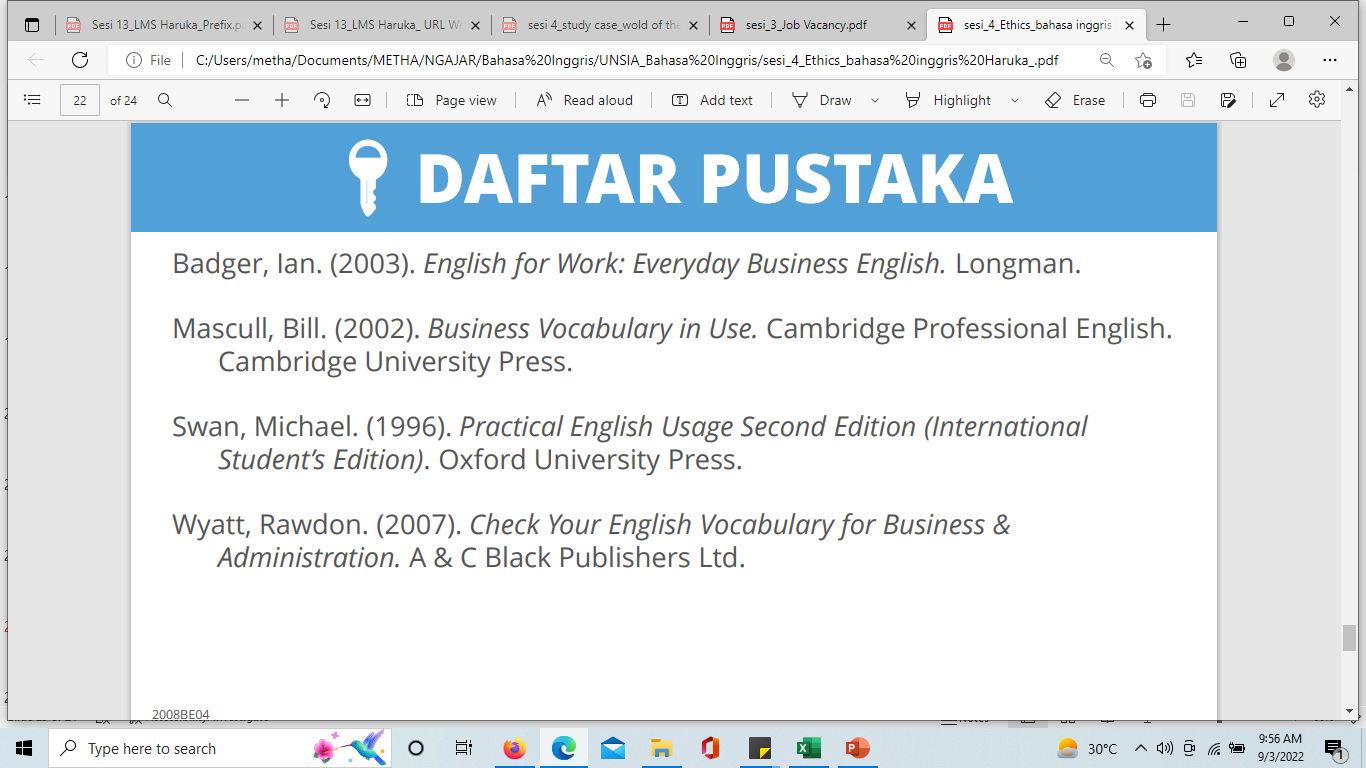 Sesi 13_LMS Haruka_Prefix.p
Sesi 13_LMS Haruka_ URL W
sesi 4_study case_wold of the
sesi_3_Job Vacancy.pdf
sesi_4_Ethics_bahasa inggris
File
C:/Users/metha/Documents/METHA/NGAJAR/Bahasa%20Inggris/UNSIA_Bahasa%20Inggris/sesi_4_Ethics_bahasa%20inggris%20Haruka_.pdf
22 of 24
Page view
Read aloud
Add text
Draw
Highlight
Erase
DAFTAR PUSTAKA
Badger, Ian. (2003). English for Work: Everyday Business English. Longman.
Mascull, Bill. (2002). Business Vocabulary in Use. Cambridge Professional English.
Cambridge University Press.
Swan, Michael. (1996). Practical English Usage Second Edition (International
Student's Edition). Oxford University Press.
Wyatt, Rawdon. (2007). Check Your English Vocabulary for Business &
Administration. A & C Black Publishers Ltd.
2008BE04
Type here to search
30°C
9:56 AM
9/3/2022
1